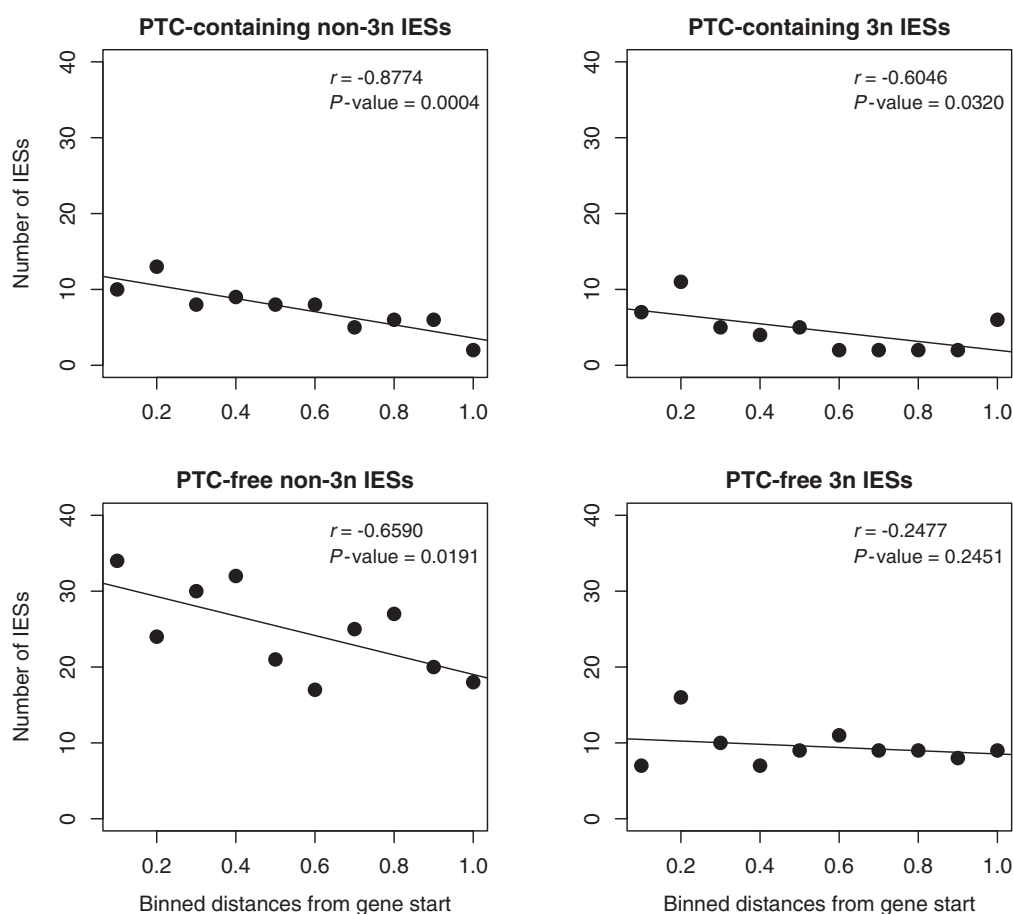 PTC-containing non-3n IESs
r = -0.8774
P-value = 0.0004
Number of IESs
40
30
20
10
0
0.2 0.4 0.6 0.8 1.0
PTC-containing 3n IESs
r = -0.6046
P-value = 0.0320
40
30
20
10
0
0.2 0.4 0.6 0.8 1.0
PTC-free non-3n IESs
r = -0.6590
P-value = 0.0191
Number of IESs
40
30
20
10
0
0.2 0.4 0.6 0.8 1.0
Binned distances from gene start
PTC-free 3n IESs
r = -0.2477
P-value = 0.2451
40
30
20
10
0
0.2 0.4 0.6 0.8 1.0
Binned distances from gene start